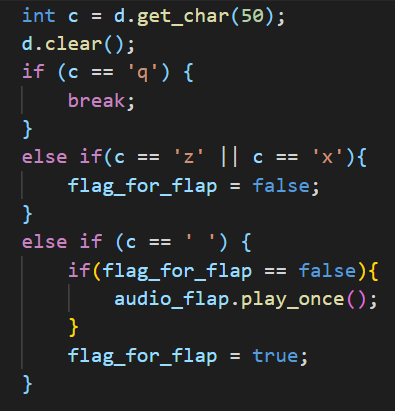 int c = d.get_char(50);
d.clear();
if (c == 'q') {
    break;
}
else if(c == 'z' || c == 'x'){
    flag_for_flap = false;
}
else if (c == ' ') {
    if(flag_for_flap == false){
        audio_flap.play_once();
    }
    flag_for_flap = true;
}